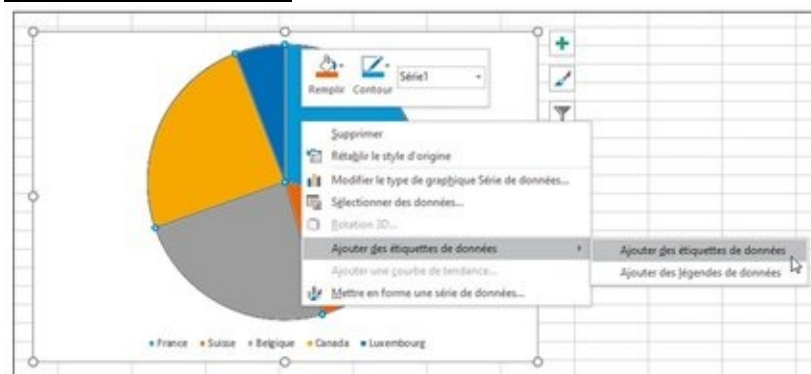 Remplir Contour Série1
Supprimer
Rétablir le style d'origine
Modifier le type de graphique Série de données...
Sélectionner des données...
Rotation 3D...
Ajouter des étiquettes de données
Ajouter des étiquettes de données
Ajouter une courbe de tendance...
Ajouter des légendes de données
Mettre en forme une série de données...
France Suisse Belgique Canada Luxembourg